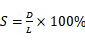 S = D/L × 100%